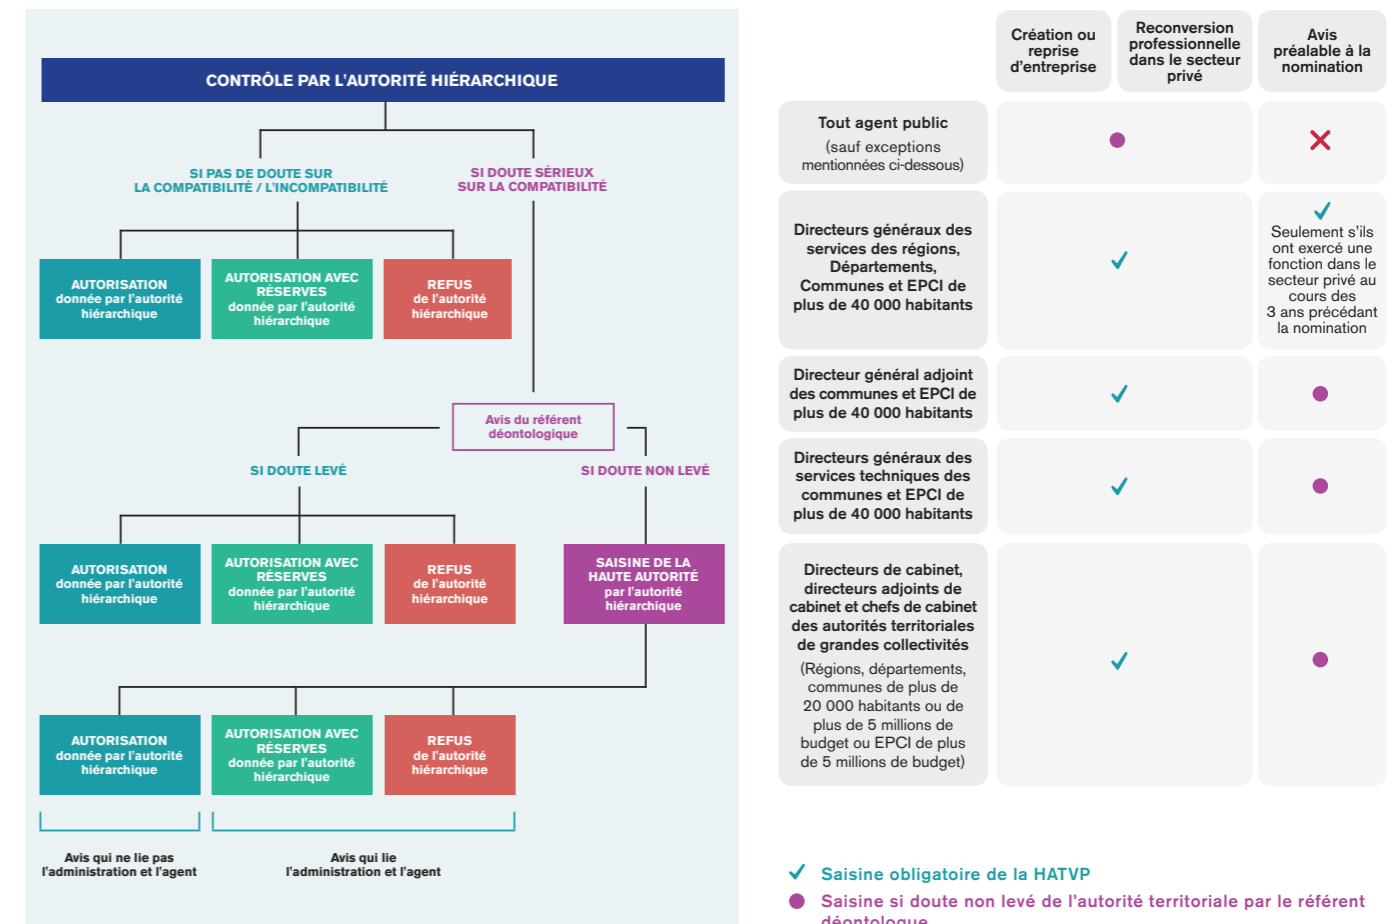 CONTRÔLE PAR L'AUTORITÉ HIÉRARCHIQUE
SI PAS DE DOUTE SUR
LA COMPATIBILITÉ / L'INCOMPATIBILITÉ
SI DOUTE SÉRIEUX
SUR LA COMPATIBILITÉ
AUTORISATION
donnée par l'autorité
hiérarchique
AUTORISATION AVEC
RÉSERVES
donnée par l'autorité
hiérarchique
REFUS
de l'autorité
hiérarchique
Avis du référent
déontologique
SI DOUTE LEVÉ
SI DOUTE NON LEVÉ
AUTORISATION
donnée par l'autorité
hiérarchique
AUTORISATION AVEC
RÉSERVES
donnée par l'autorité
hiérarchique
REFUS
de l'autorité
hiérarchique
SAISINE DE LA
HAUTE AUTORITÉ
par l'autorité
hiérarchique
AUTORISATION
donnée par l'autorité
hiérarchique
AUTORISATION AVEC
RÉSERVES
donnée par l'autorité
hiérarchique
REFUS
de l'autorité
hiérarchique
Avis qui ne lie pas
l'administration et l'agent
Avis qui lie
l'administration et l'agent
Création ou
reprise
d'entreprise
Reconversion
professionnelle
dans le secteur
privé
Avis
préalable à la
nomination
Tout agent public
(sauf exceptions
mentionnées ci-dessous)
Directeurs généraux des
services des régions,
Départements,
Communes et EPCI de
plus de 40 000 habitants
Seulement s'ils
ont exercé une
fonction dans le
secteur privé au
cours des
3 ans précédant
la nomination
Directeur général adjoint
des communes et EPCI de
plus de 40 000 habitants
Directeurs généraux des
services techniques des
communes et EPCI de
plus de 40 000 habitants
Directeurs de cabinet,
directeurs adjoints de
cabinet et chefs de cabinet
des autorités territoriales
de grandes collectivités
(Régions, départements,
communes de plus de
20 000 habitants ou de
plus de 5 millions de
budget ou EPCI de plus
de 5 millions de budget)
Saisine obligatoire de la HATVP
Saisine si doute non levé de l'autorité territoriale par le référent
déontologue